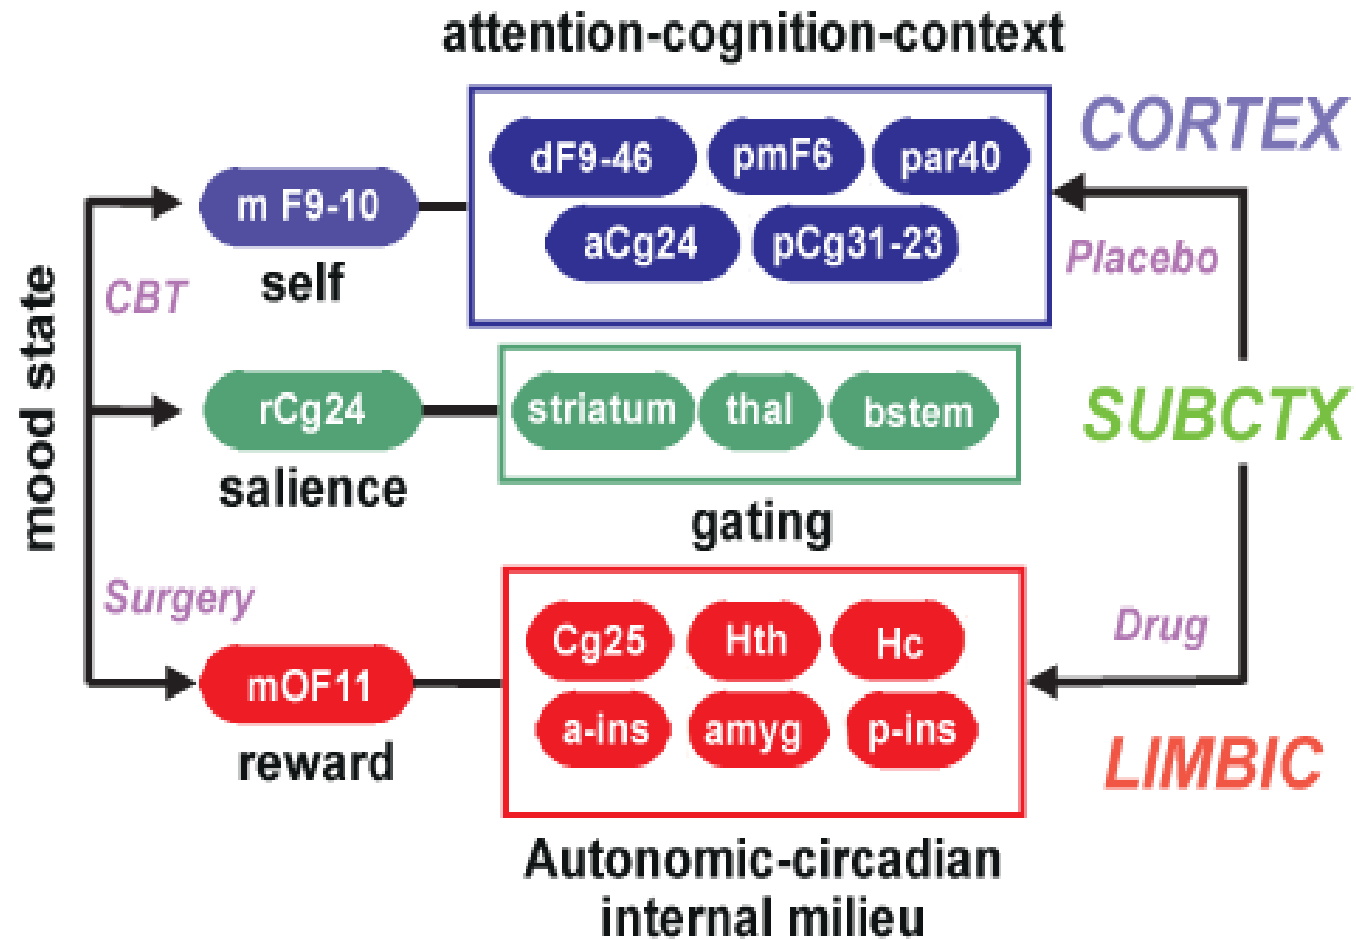 attention-cognition-context
CORTEX
dF9-46
pmF6
par40
m F9-10
aCg24
pCg31-23
Placebo
self
CBT
mood state
rCg24
striatum
thal
bstem
SUBCTX
salience
gating
Surgery
Cg25
Hth
Hc
Drug
mOF11
a-ins
amyg
p-ins
reward
LIMBIC
Autonomic-circadian
internal milieu